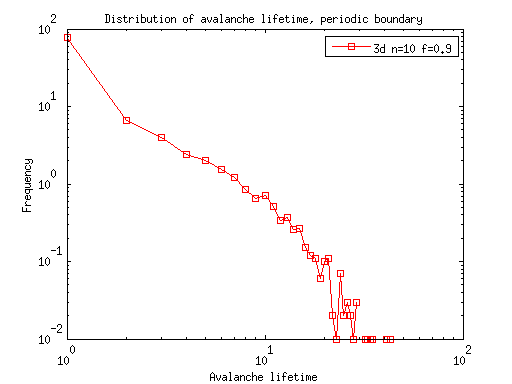 Distribution of avalanche lifetime, periodic boundary
3d n=10 f=0.9
10^2
10^1
10^0
10^-1
10^-2
Frequency
10^0 10^1 10^2
Avalanche lifetime